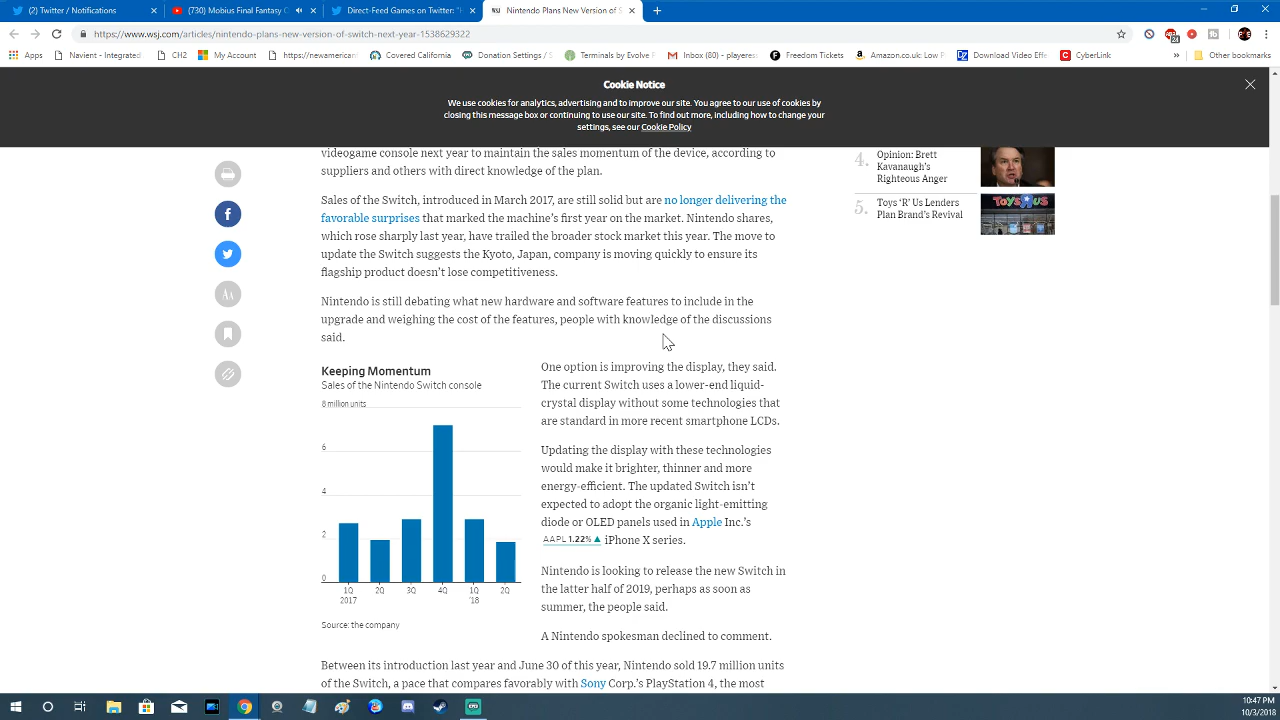 (2) Twitter / Notifications
(730) Mobius Final Fantasy
Direct-Feed Games on Twitter: "
Nintendo Plans New Version of S
https://www.wsj.com/articles/nintendo-plans-new-version-of-switch-next-year-1538629322
Apps
Navient - Integrated
CH2
My Account
https://newamerican
Covered California
Donation Settings / S
Terminals by Evolve
Inbox (80) - playeres
Freedom Tickets
Amazon.co.uk: Low
Download Video Effe
CyberLink
»
Other bookmarks
Cookie Notice
We use cookies for analytics, advertising and to improve our site. You agree to our use of cookies by
closing this message box or continuing to use our site. To find out more, including how to change your
settings, see our Cookie Policy
videogame console next year to maintain the sales momentum of the device, according to
suppliers and others with direct knowledge of the plan.
Sales of the Switch, introduced in March 2017, are still solid but are no longer delivering the
favorable surprises that marked the machine's first year on the market. Nintendo shares,
which rose sharply last year, have trailed the broader stock market this year. The move to
update the Switch suggests the Kyoto, Japan, company is moving quickly to ensure its
flagship product doesn't lose competitiveness.
Nintendo is still debating what new hardware and software features to include in the
upgrade and weighing the cost of the features, people with knowledge of the discussions
said.
Keeping Momentum
Sales of the Nintendo Switch console
8 million units
6
4
2
0
1Q 2Q 3Q 4Q 1Q 2Q
2017 '18
Source: the company
One option is improving the display, they said.
The current Switch uses a lower-end liquid-
crystal display without some technologies that
are standard in more recent smartphone LCDs.
Updating the display with these technologies
would make it brighter, thinner and more
energy-efficient. The updated Switch isn't
expected to adopt the organic light-emitting
diode or OLED panels used in Apple Inc.'s
AAPL 1.22% ▲ iPhone X series.
Nintendo is looking to release the new Switch in
the latter half of 2019, perhaps as soon as
summer, the people said.
A Nintendo spokesman declined to comment.
Between its introduction last year and June 30 of this year, Nintendo sold 19.7 million units
of the Switch, a pace that compares favorably with Sony Corp.'s PlayStation 4, the most
4.
Opinion: Brett
Kavanaugh's
Righteous Anger
5.
Toys 'R' Us Lenders
Plan Brand's Revival
ToysЯUs
10:47 PM
10/3/2018